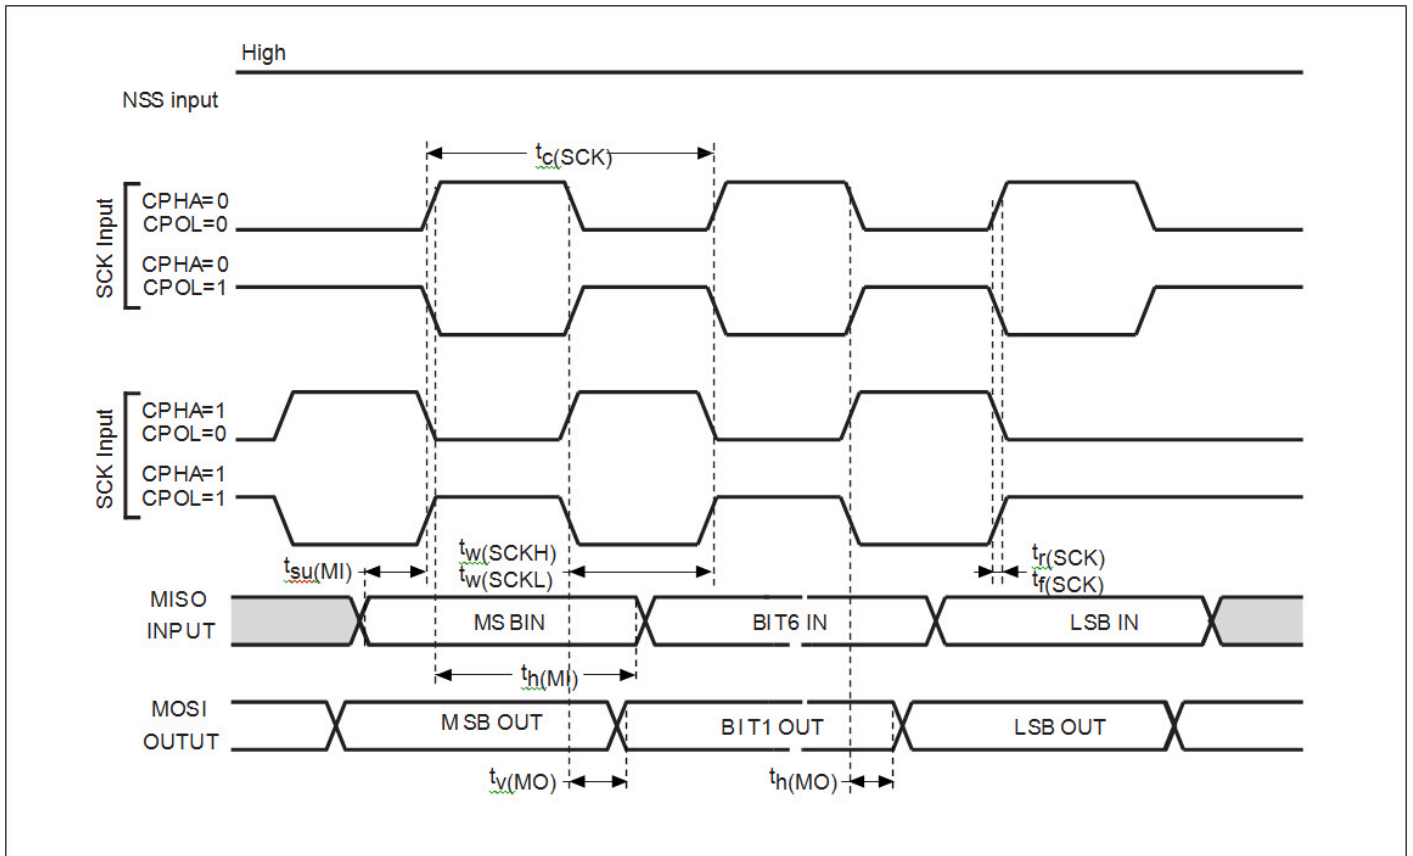 High
NSS input
tc(SCK)
SCK Input
CPHA=0
CPOL=0
CPHA=0
CPOL=1
SCK Input
CPHA=1
CPOL=0
CPHA=1
CPOL=1
tsu(MI)
tw(SCKH)
tw(SCKL)
tr(SCK)
tf(SCK)
MISO
INPUT
MS BIN
BIT6 IN
LSB IN
th(MI)
MOSI
OUTUT
MSB OUT
BIT1 OUT
LSB OUT
tv(MO)
th(MO)